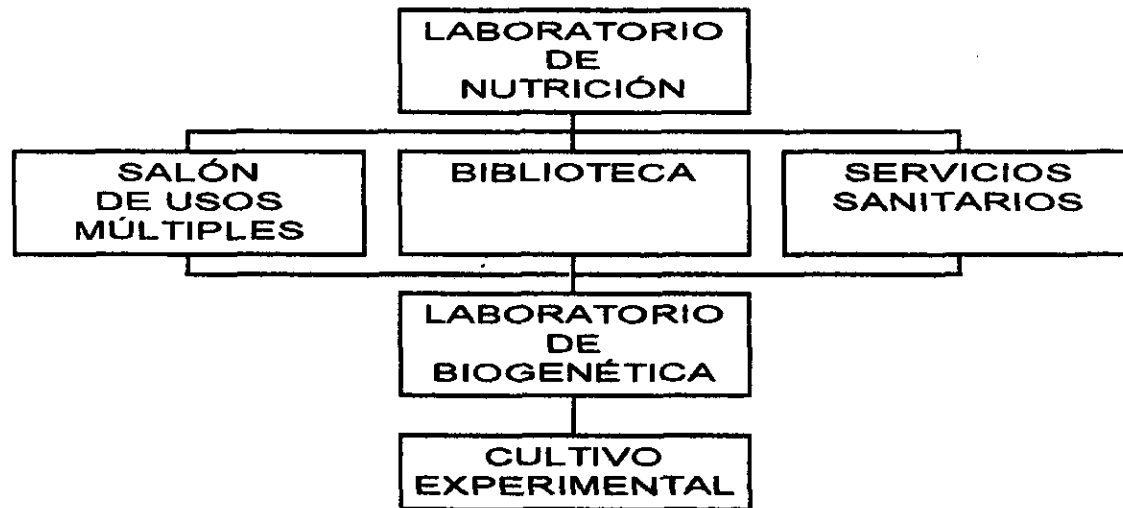 LABORATORIO
DE
NUTRICIÓN
SALÓN
DE USOS
MÚLTIPLES
BIBLIOTECA
SERVICIOS
SANITARIOS
LABORATORIO
DE
BIOGENÉTICA
CULTIVO
EXPERIMENTAL